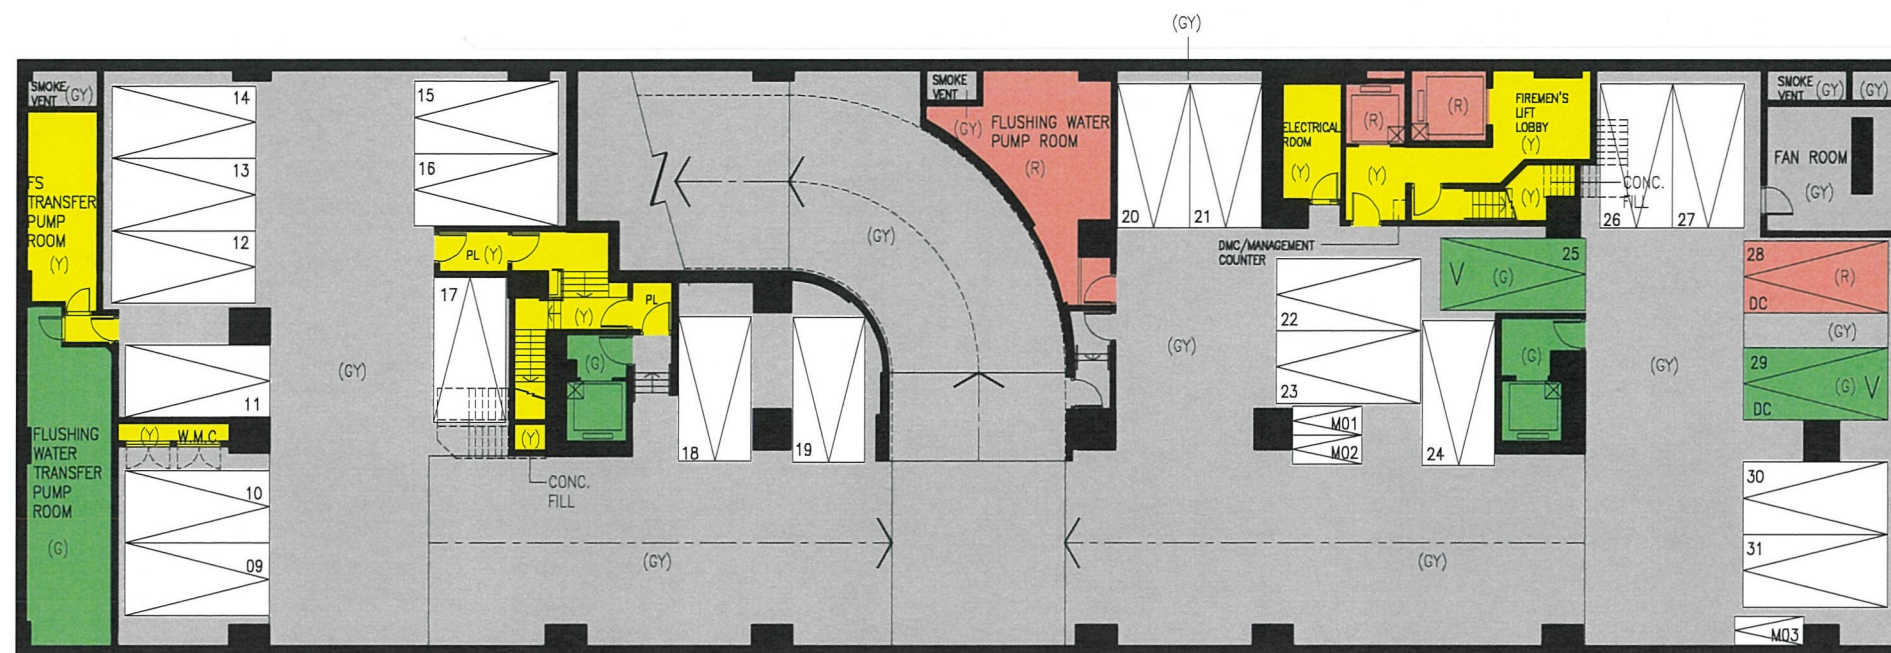 (GY)
SMOKE
VENT (GY)
14
13
12
11
10
09
FS
TRANSFER
PUMP
ROOM
(Y)
FLUSHING
WATER
TRANSFER
PUMP
ROOM
(G)
(Y) W.M.C.
(GY)
15
16
PL (Y)
17
(Y)
PL
(G)
(Y)
CONC.
FILL
18
19
(GY)
(GY)
SMOKE
VENT
(GY)
FLUSHING WATER
PUMP ROOM
(R)
20
21
(GY)
ELECTRICAL
ROOM
(Y)
(R)
(R)
(Y)
FIREMEN'S
LIFT
LOBBY
(Y)
(Y)
CONC.
FILL
DMC/MANAGEMENT
COUNTER
22
23
M01
M02
24
V (G) 25
(G)
(GY)
26
27
(GY)
SMOKE
VENT (GY)
(GY)
FAN ROOM
(GY)
28
(R)
DC
(GY)
29
(G) V
DC
30
31
M03